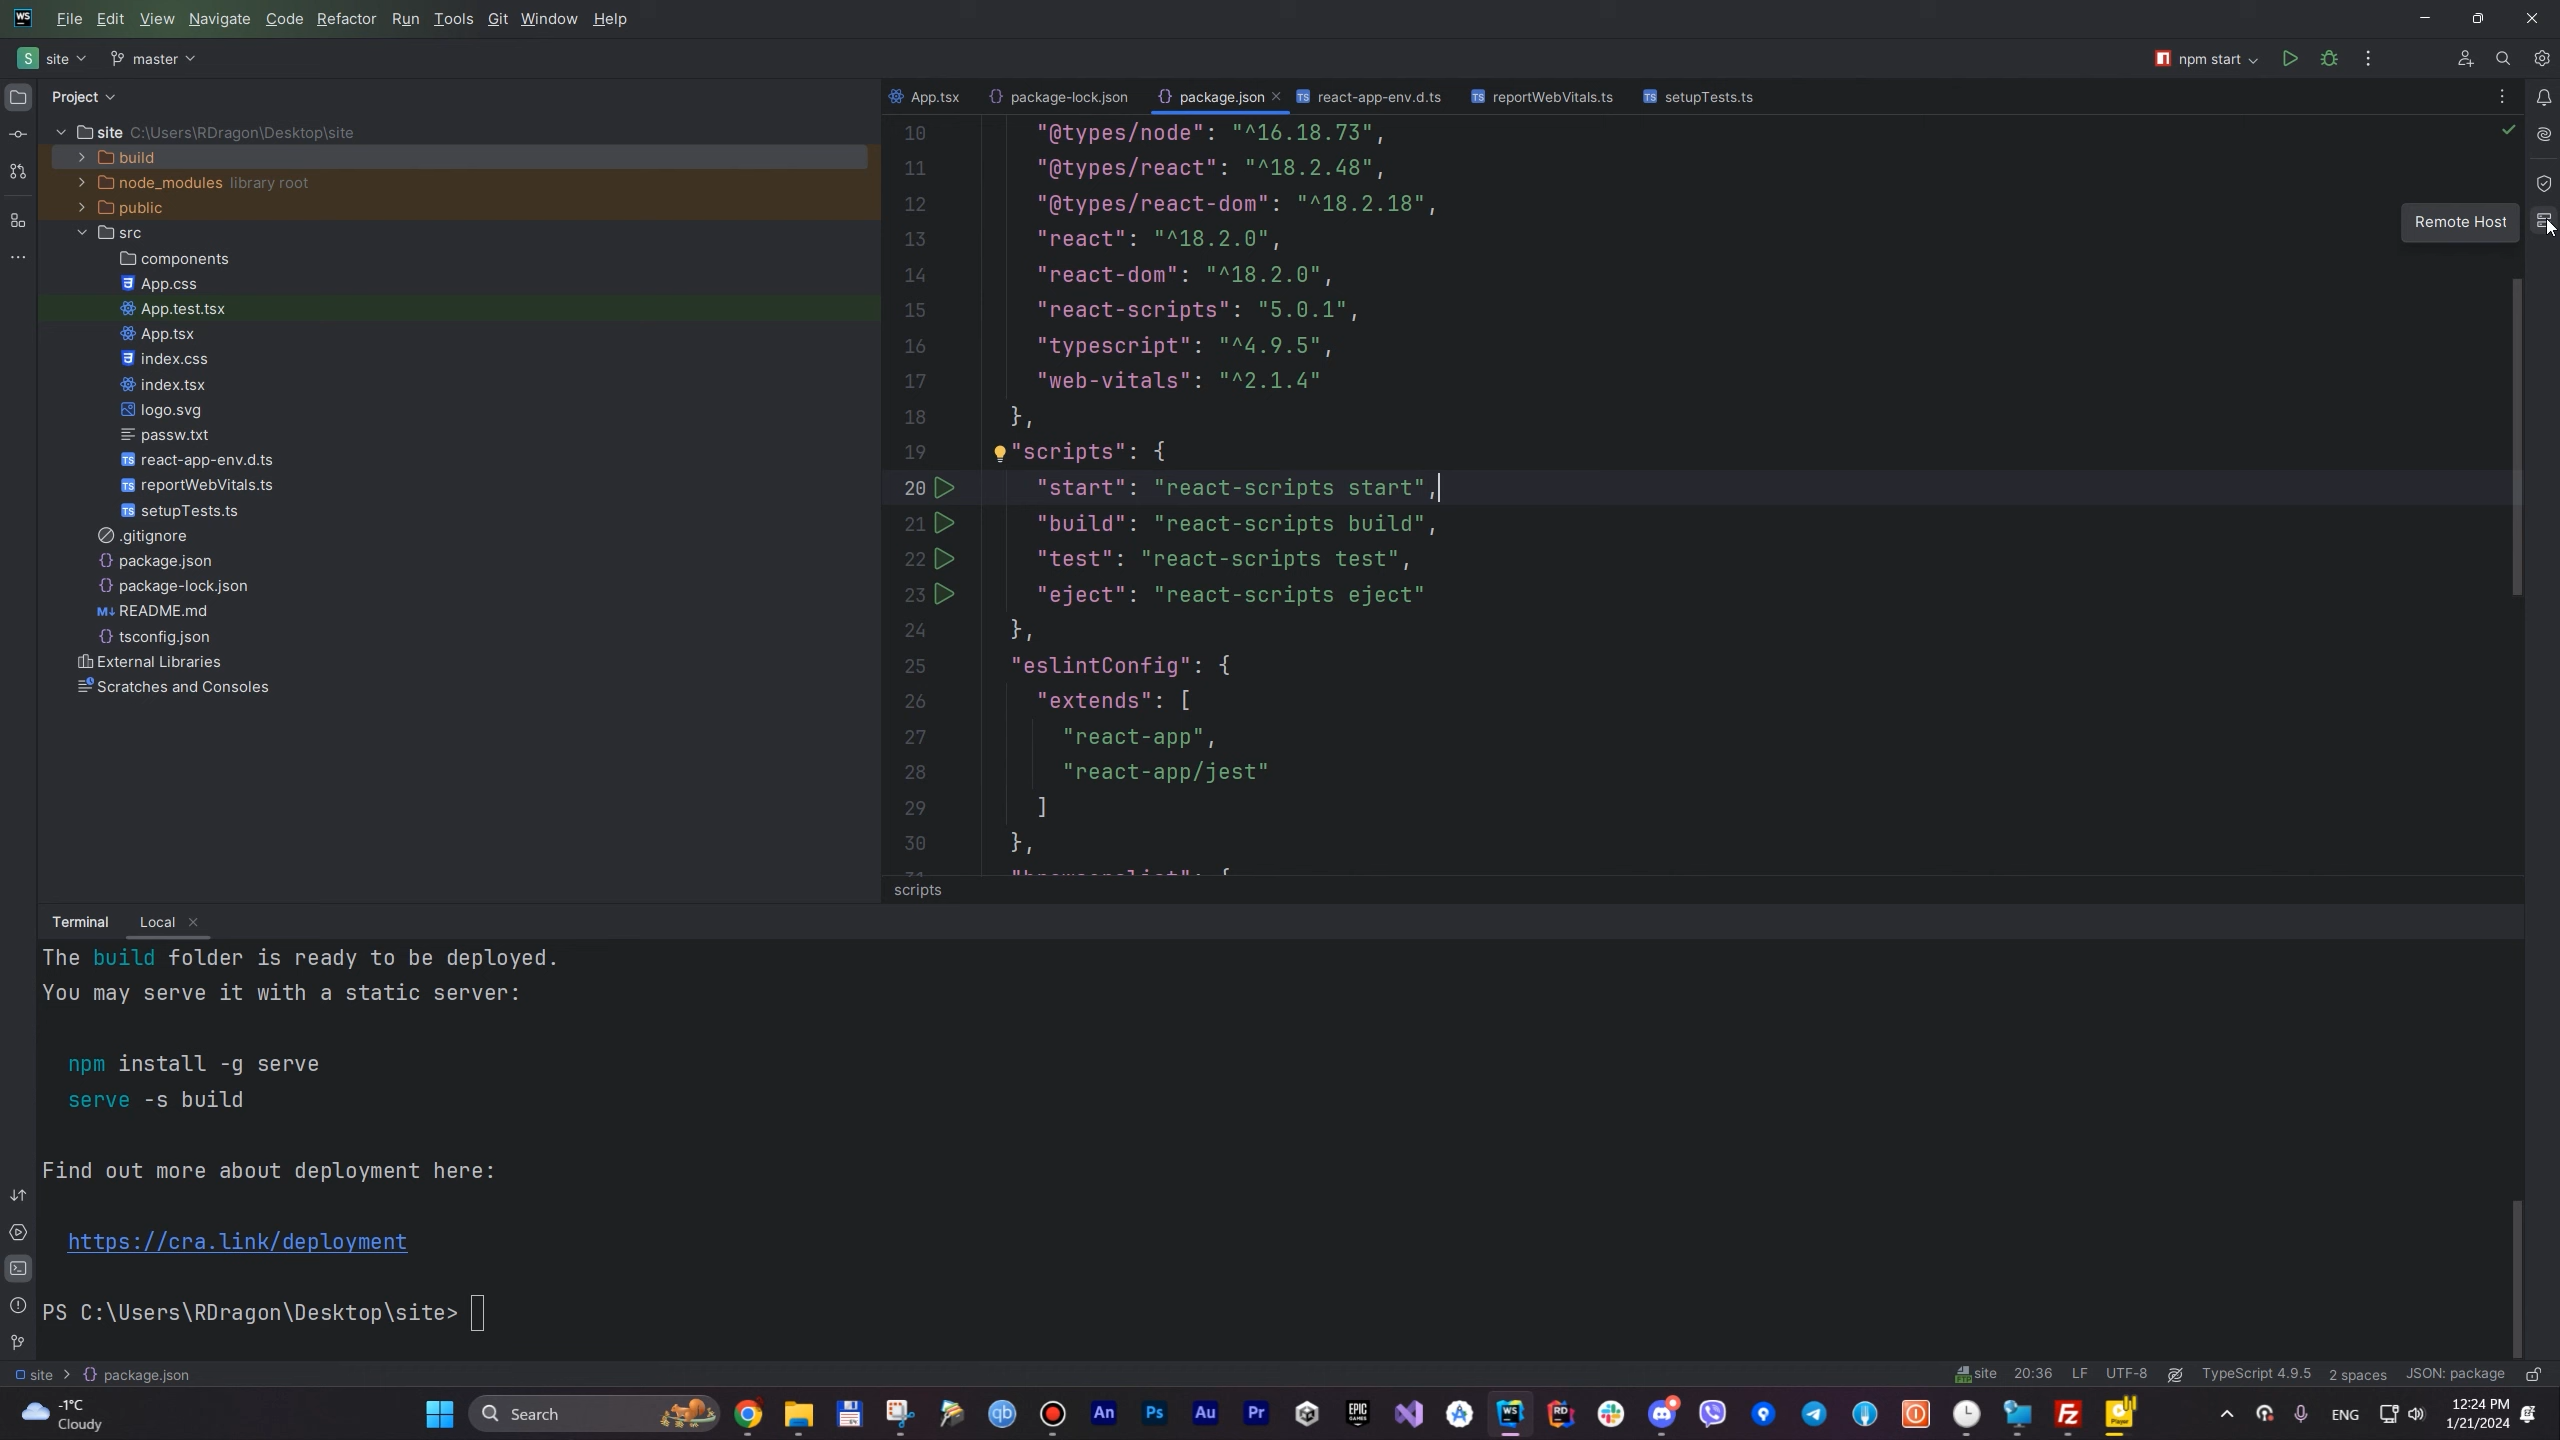 WS File Edit View Navigate Code Refactor Run Tools Git Window Help
S site master npm start
Project
App.tsx package-lock.json package.json react-app-env.d.ts reportWebVitals.ts setupTests.ts
site C:\Users\RDragon\Desktop\site
build
node_modules library root
public
src
components
App.css
App.test.tsx
App.tsx
index.css
index.tsx
logo.svg
passw.txt
react-app-env.d.ts
reportWebVitals.ts
setupTests.ts
.gitignore
package.json
package-lock.json
README.md
tsconfig.json
External Libraries
Scratches and Consoles
10 "@types/node": "^16.18.73",
11 "@types/react": "^18.2.48",
12 "@types/react-dom": "^18.2.18",
13 "react": "^18.2.0",
14 "react-dom": "^18.2.0",
15 "react-scripts": "5.0.1",
16 "typescript": "^4.9.5",
17 "web-vitals": "^2.1.4"
18 },
19 "scripts": {
20 "start": "react-scripts start",
21 "build": "react-scripts build",
22 "test": "react-scripts test",
23 "eject": "react-scripts eject"
24 },
25 "eslintConfig": {
26 "extends": [
27 "react-app",
28 "react-app/jest"
29 ]
30 },
Remote Host
scripts
Terminal Local
The build folder is ready to be deployed.
You may serve it with a static server:
npm install -g serve
serve -s build
Find out more about deployment here:
https://cra.link/deployment
PS C:\Users\RDragon\Desktop\site>
site > package.json
site 20:36 LF UTF-8 TypeScript 4.9.5 2 spaces JSON: package
-1°C
Cloudy
Search
qb An Ps Au Pr EPIC GAMES WS RD Fz
ENG
12:24 PM
1/21/2024